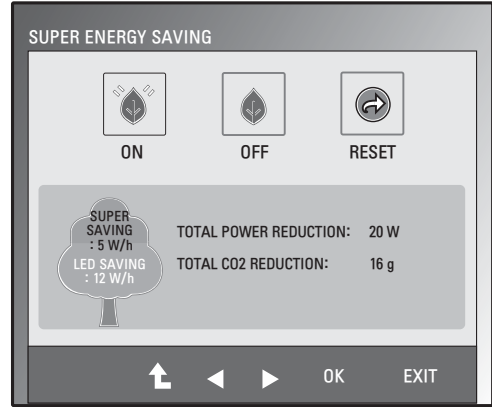 SUPER ENERGY SAVING
ON OFF RESET
SUPER
SAVING
: 5 W/h
LED SAVING
: 12 W/h
TOTAL POWER REDUCTION: 20 W
TOTAL CO2 REDUCTION: 16 g
OK EXIT